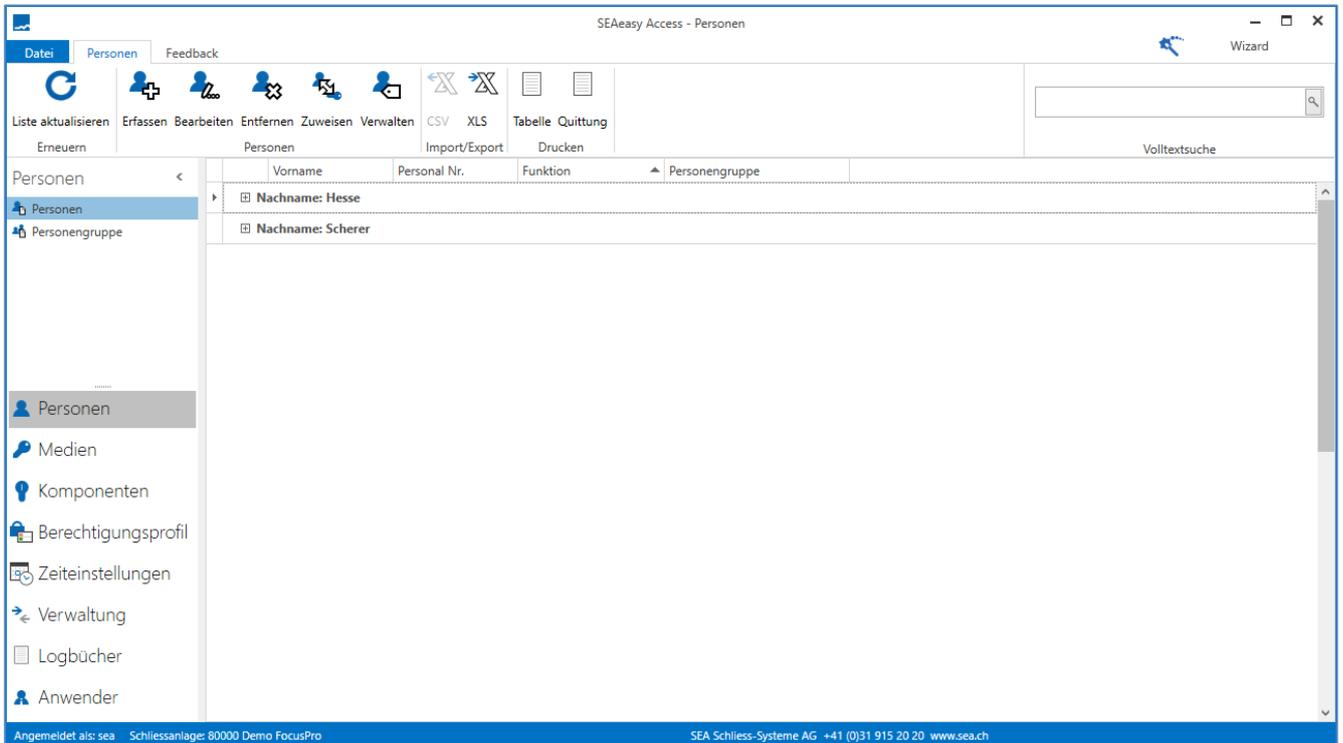 SEAeasy Access - Personen
Datei Personen Feedback Wizard
Liste aktualisieren Erfassen Bearbeiten Entfernen Zuweisen Verwalten CSV XLS Tabelle Quittung
Erneuern Personen Import/Export Drucken Volltextsuche
Personen
Personen
Personengruppe
Vorname Personal Nr. Funktion Personengruppe
Nachname: Hesse
Nachname: Scherer
Personen
Medien
Komponenten
Berechtigungsprofil
Zeiteinstellungen
Verwaltung
Logbücher
Anwender
Angemeldet als: sea Schliessanlage: 80000 Demo FocusPro SEA Schliess-Systeme AG +41 (0)31 915 20 20 www.sea.ch